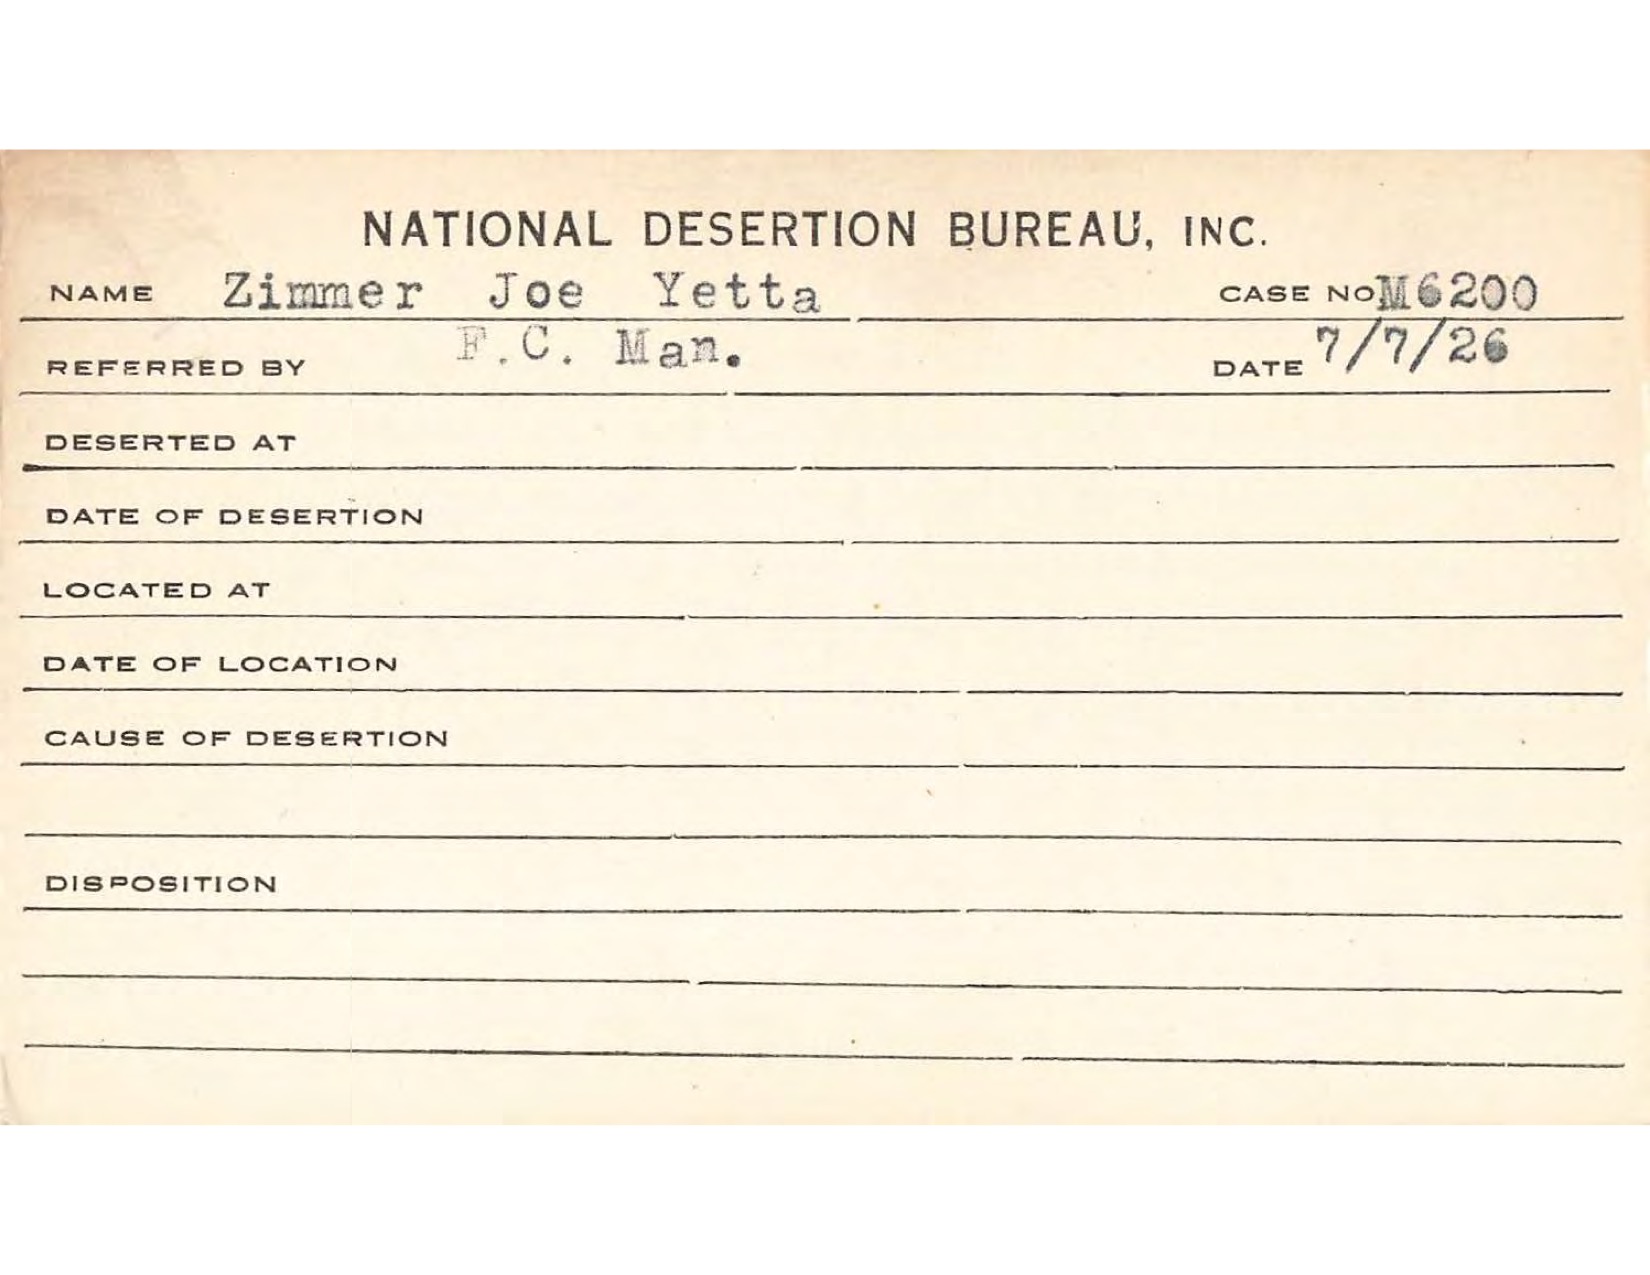 NATIONAL DESERTION BUREAU, INC.
NAME Zimmer Joe Yetta CASE NO M6200
REFERRED BY F.C. Man. DATE 7/7/26
DESERTED AT
DATE OF DESERTION
LOCATED AT
DATE OF LOCATION
CAUSE OF DESERTION
DISPOSITION